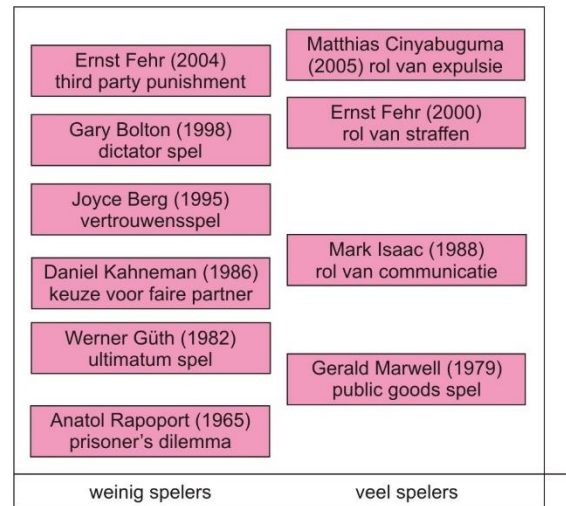 Ernst Fehr (2004)
third party punishment
Gary Bolton (1998)
dictator spel
Joyce Berg (1995)
vertrouwensspel
Daniel Kahneman (1986)
keuze voor faire partner
Werner Güth (1982)
ultimatum spel
Anatol Rapoport (1965)
prisoner's dilemma
weinig spelers
Matthias Cinyabuguma
(2005) rol van expulsie
Ernst Fehr (2000)
rol van straffen
Mark Isaac (1988)
rol van communicatie
Gerald Marwell (1979)
public goods spel
veel spelers